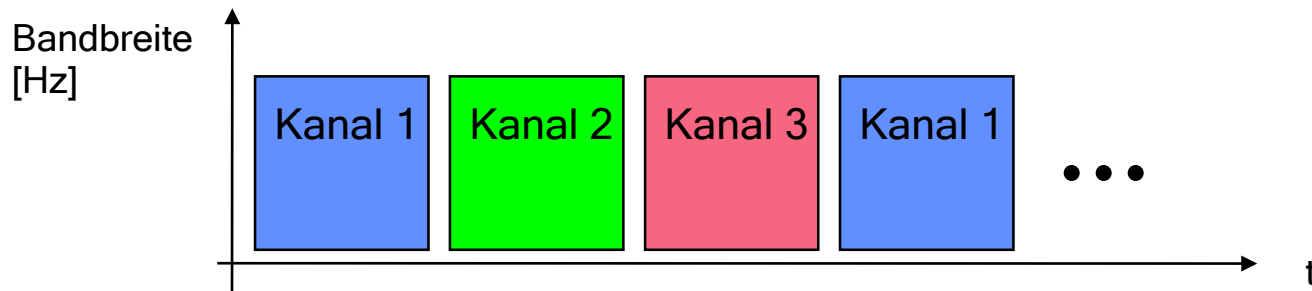 Bandbreite
[Hz]
Kanal 1 Kanal 2 Kanal 3 Kanal 1
t